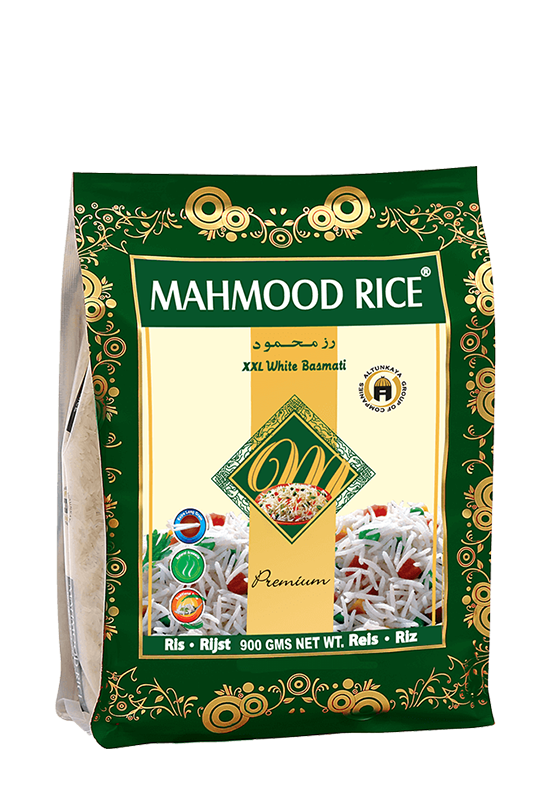 MAHMOOD RICE®
رز محمود
XXL White Basmati
ALTUNKAYA GROUP OF COMPANIES
Premium
Ris • Rijst 900 GMS NET WT. Reis • Riz